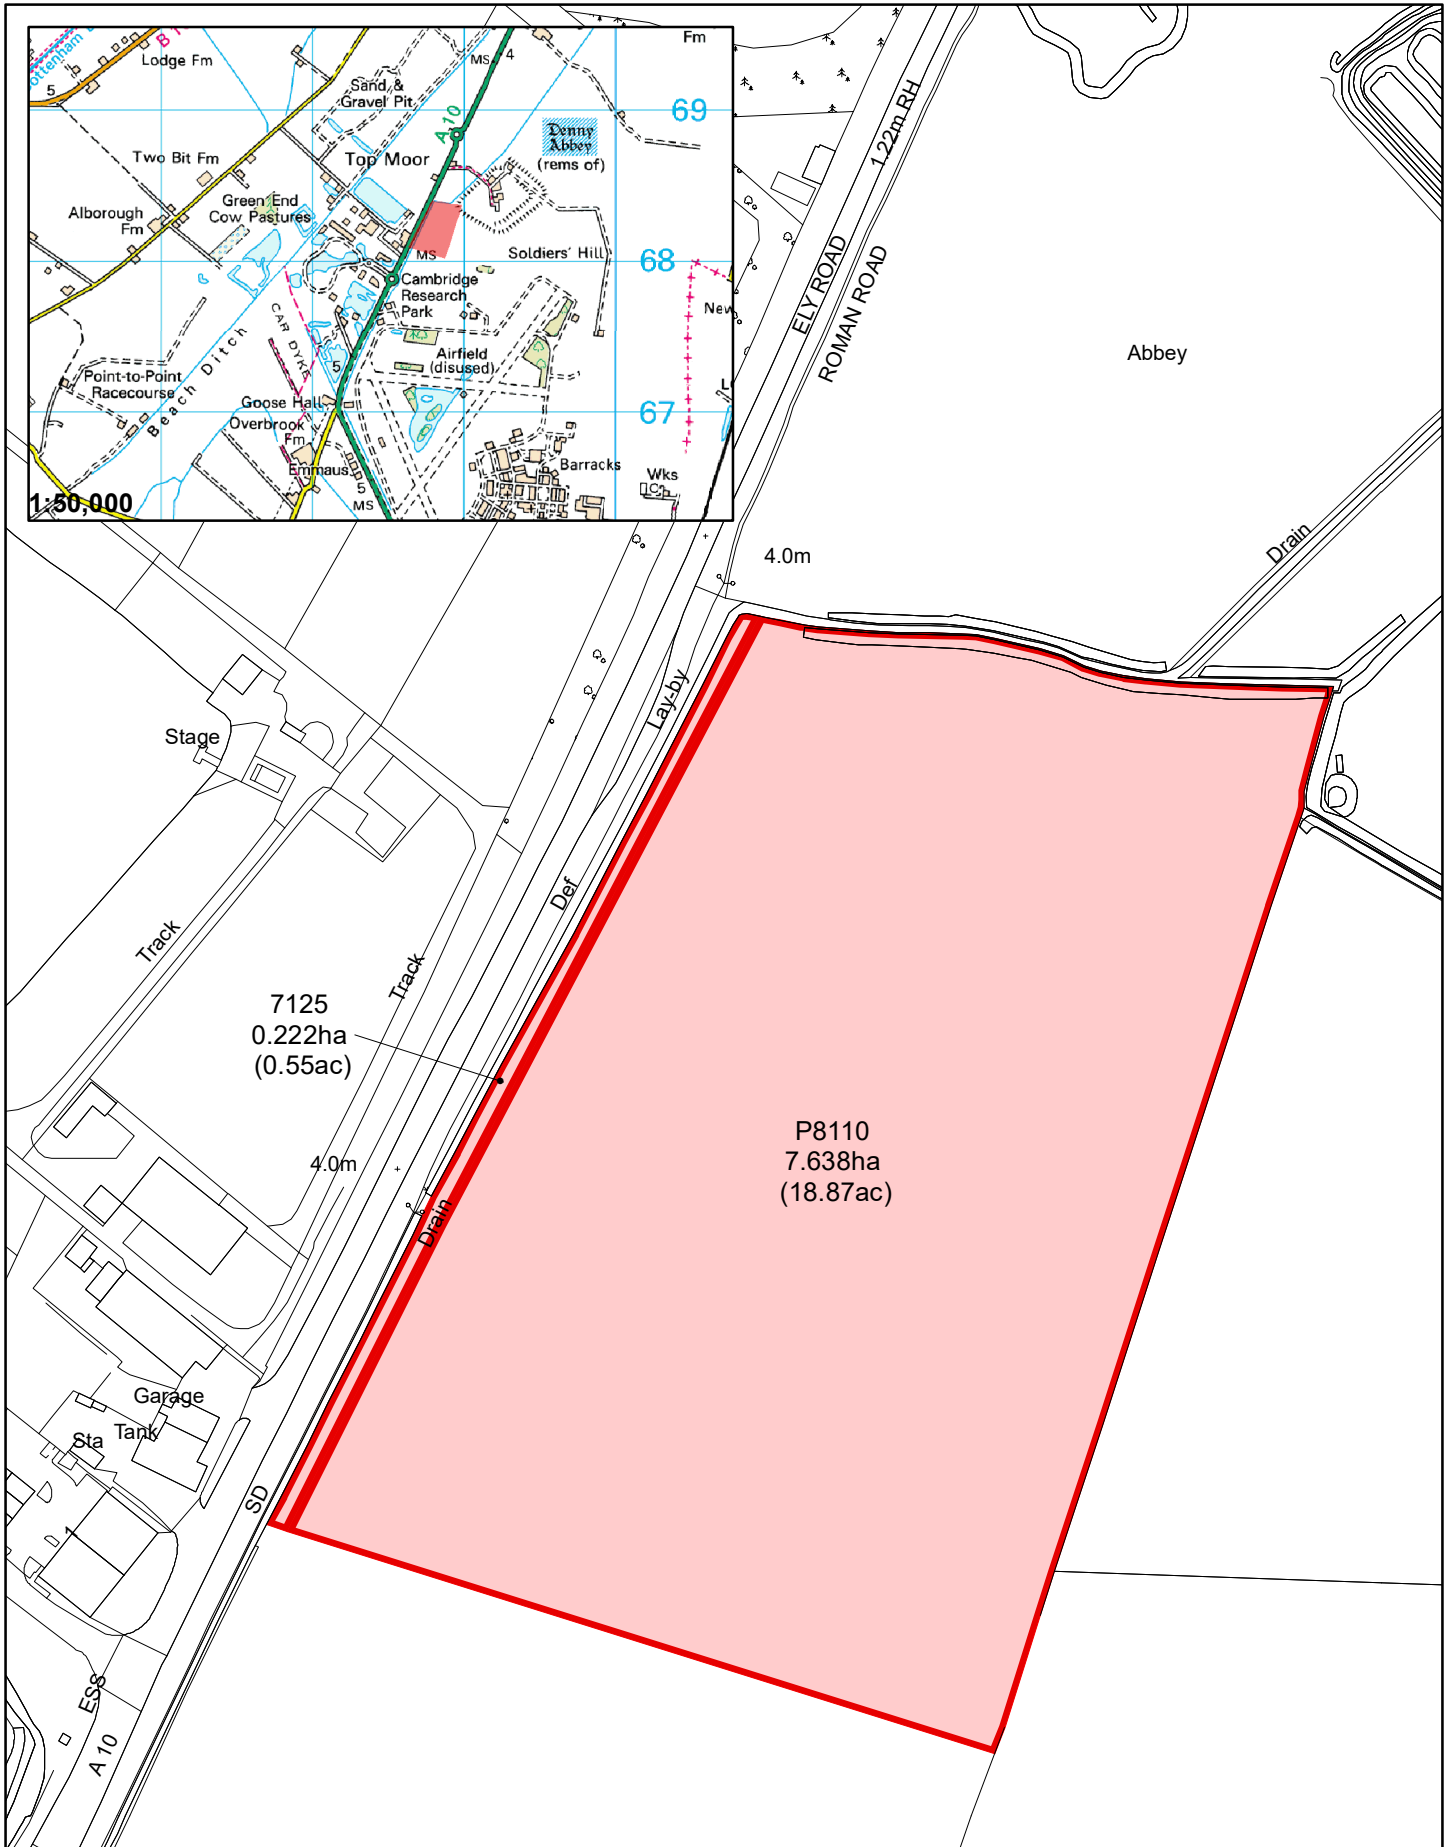 Lodge Fm
5
Fm
MS
4
Sand &
Gravel Pit
A 10
69
Denny
Abbey
(rems of)
Two Bit Fm
Top Moor
Green End
Cow Pastures
Alborough
Fm
MS
Soldiers' Hill
68
Cambridge
Research
Park
New
CAR DYKE
Beach Ditch
5
Airfield
(disused)
Point-to-Point
Racecourse
Goose Hall
67
Overbrook
Fm
Emmaus
5
MS
Barracks
Wks
1:50,000
1.22m RH
ELY ROAD
ROMAN ROAD
Abbey
4.0m
Drain
Lay-by
Stage
Def
Track
Track
7125
0.222ha
(0.55ac)
P8110
7.638ha
(18.87ac)
4.0m
Drain
Garage
Tank
Sta
SD
1
ESS
A 10